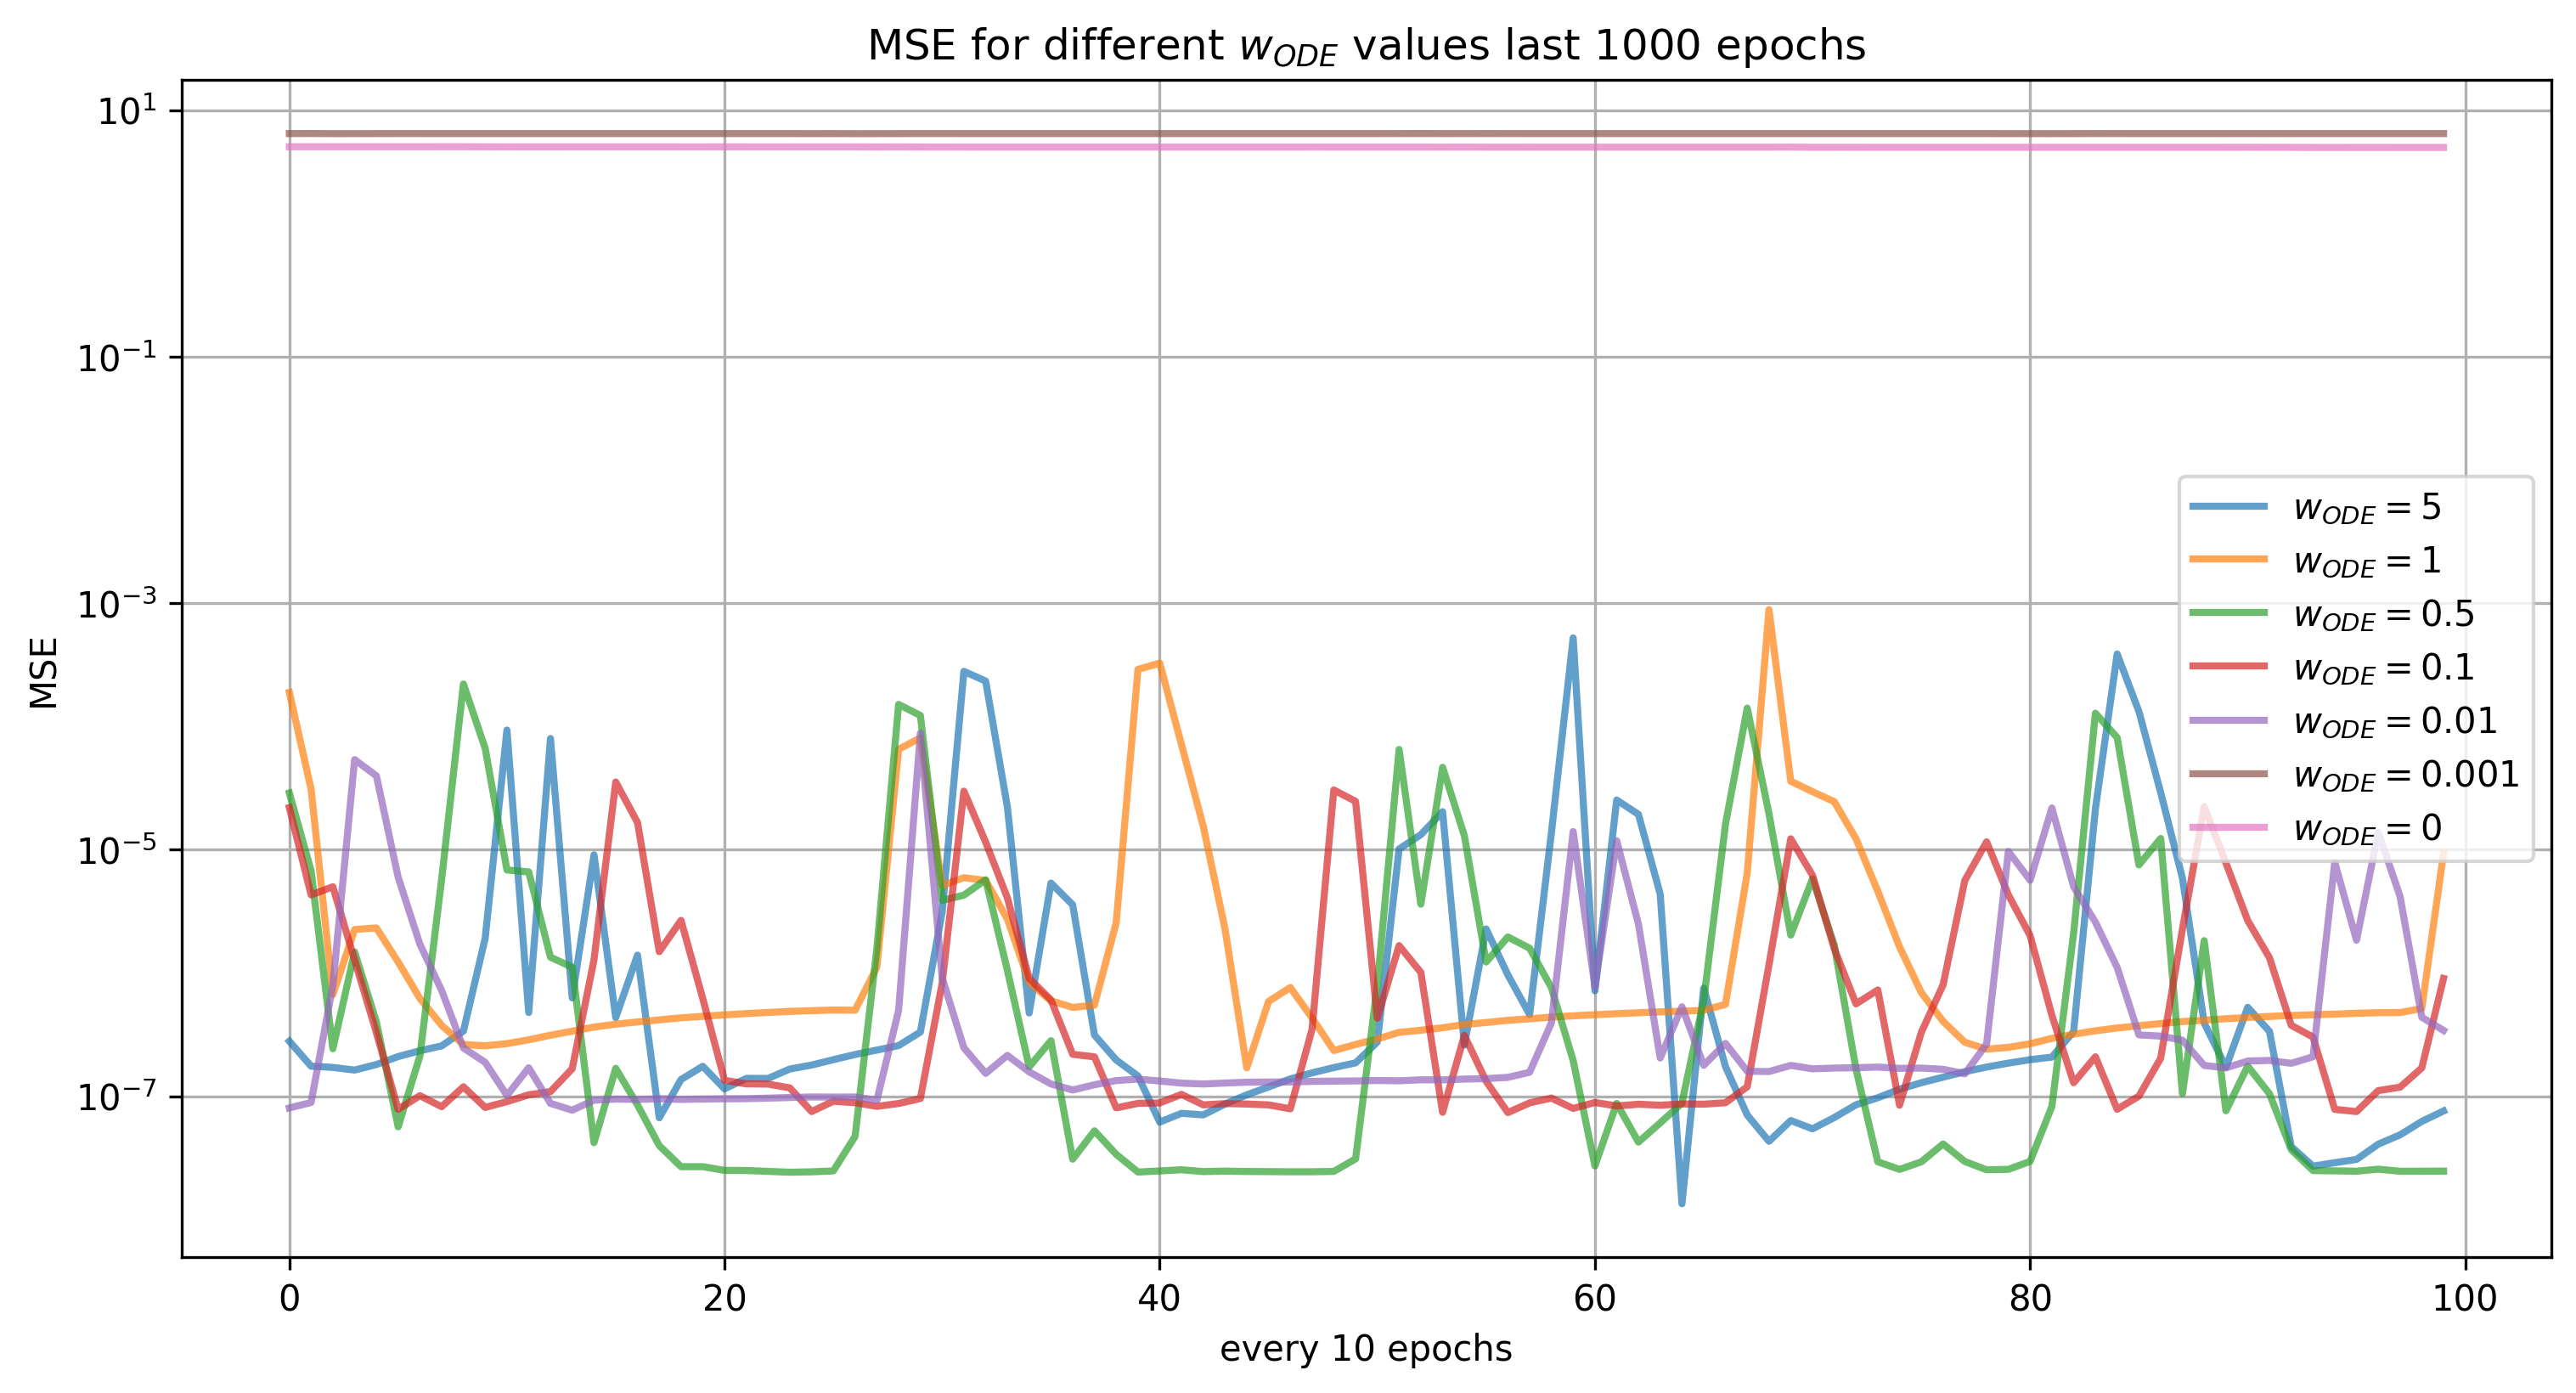 MSE for different w_ODE values last 1000 epochs
10^1
10^−1
10^−3
10^−5
10^−7
MSE
0
20
40
60
80
100
every 10 epochs
w_ODE = 5
w_ODE = 1
w_ODE = 0.5
w_ODE = 0.1
w_ODE = 0.01
w_ODE = 0.001
w_ODE = 0